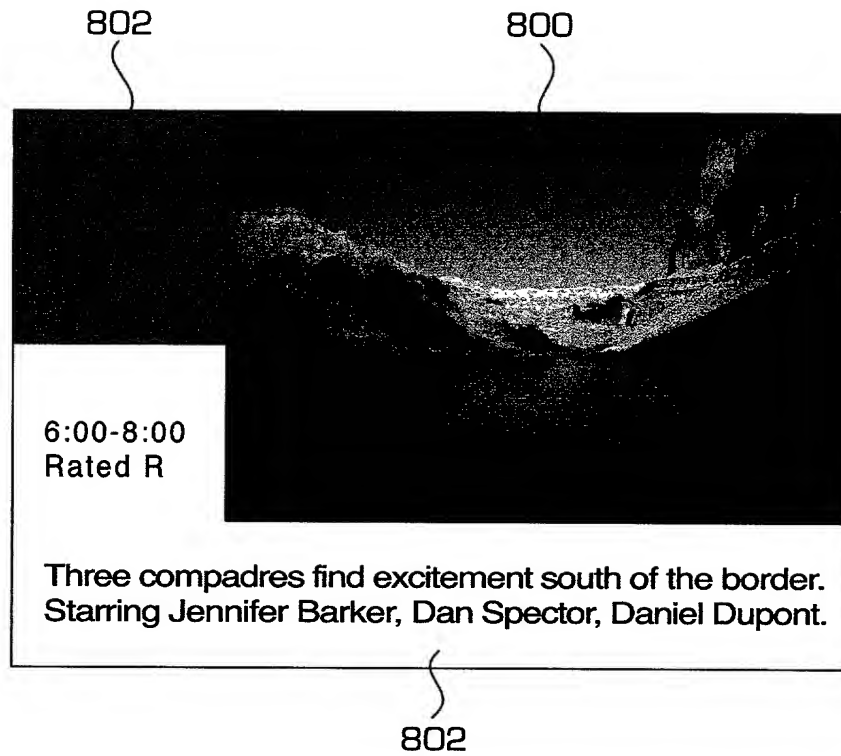 802 800
6:00-8:00
Rated R
Three compadres find excitement south of the border.
Starring Jennifer Barker, Dan Spector, Daniel Dupont.
802